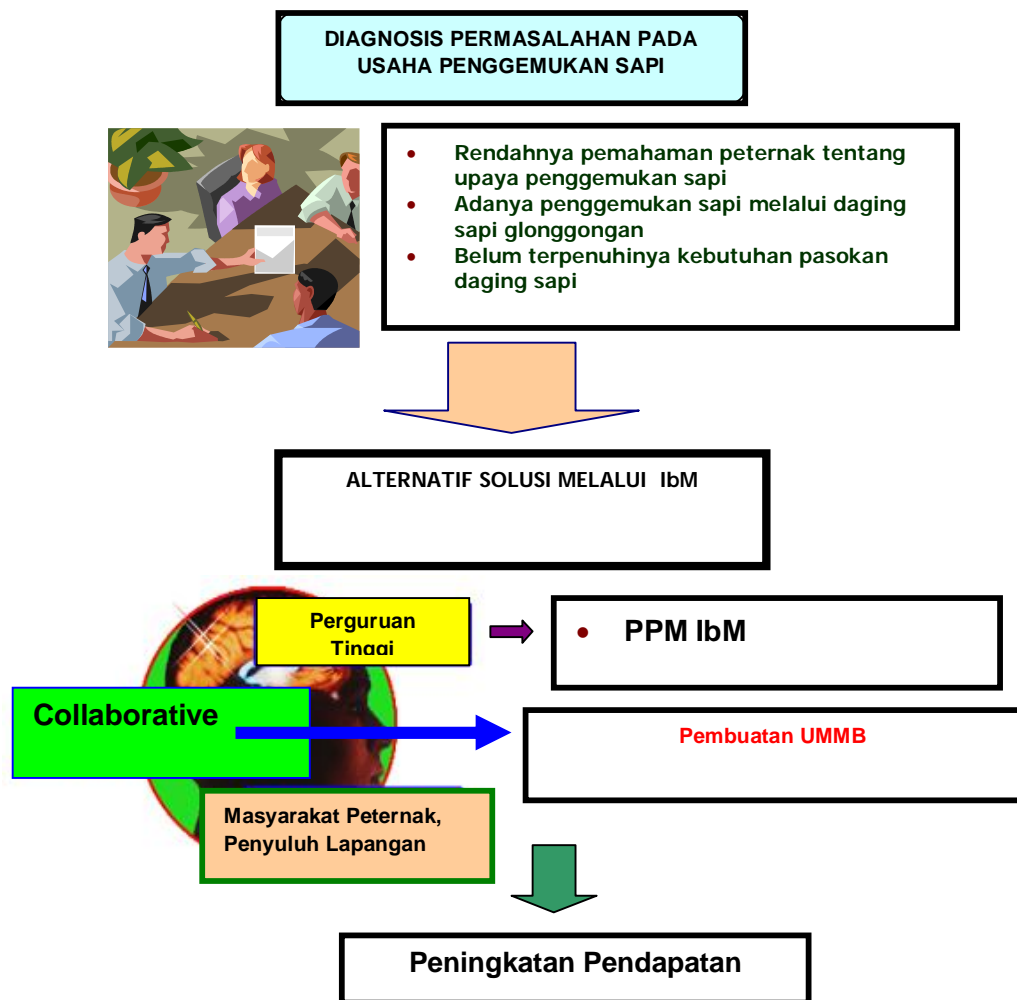 DIAGNOSIS PERMASALAHAN PADA
USAHA PENGGEMUKAN SAPI
• Rendahnya pemahaman peternak tentang
upaya penggemukan sapi
• Adanya penggemukan sapi melalui daging
sapi glonggongan
• Belum terpenuhinya kebutuhan pasokan
daging sapi
ALTERNATIF SOLUSI MELALUI IbM
Perguruan
Tinggi
• PPM IbM
Collaborative
Pembuatan UMMB
Masyarakat Peternak,
Penyuluh Lapangan
Peningkatan Pendapatan